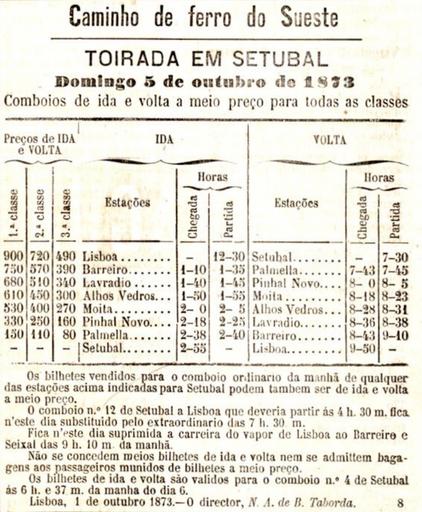 Caminho de ferro do Sueste
TOIRADA EM SETUBAL
Domingo 5 de outubro de 1873
Comboios de ida e volta a meio preço para todas as classes
Preços de IDA e VOLTA IDA VOLTA
Horas Horas
1.ª classe 2.ª classe 3.ª classe Estações Chegada Partida Estações Chegada Partida
900 720 490 Lisboa....... – 12-30 Setubal....... – 7-30
750 570 390 Barreiro...... 1-10 1-35 Palmella...... 7-43 7-45
680 510 340 Lavradio..... 1-40 1-45 Pinhal Novo.... 8- 0 8- 5
610 450 300 Alhos Vedros... 1-50 1-55 Moita........ 8-18 8-23
530 400 270 Moita........ 2- 0 2- 5 Alhos Vedros... 8-28 8-31
330 250 160 Pinhal Novo.... 2-18 2-25 Lavradio...... 8-36 8-38
150 110 80 Palmella...... 2-38 2-40 Barreiro...... 8-43 9-10
– – – Setubal....... 2-55 – Lisboa....... 9-50 –
Os bilhetes vendidos para o comboio ordinario da manhã de qualquer
das estações acima indicadas para Setubal podem tambem ser de ida e volta
a meio preço.
O comboio n.º 12 de Setubal a Lisboa que deveria partir ás 4 h. 30 m. fica
n'este dia substituido pelo extraordinario das 7 h. 30 m.
Fica n'este dia suprimida a carreira do vapor de Lisboa ao Barreiro e
Seixal das 9 h. 10 m. da manhã.
Não se concedem meios bilhetes de ida e volta nem se admittem baga-
gens aos passageiros munidos de bilhetes a meio preço.
Os bilhetes de ida e volta são validos para o comboio n.º 4 de Setubal
ás 6 h. e 37 m. da manha do dia 6.
Lisboa, 1 outubro 1873.—O director, N. A. de B. Taborda. 8